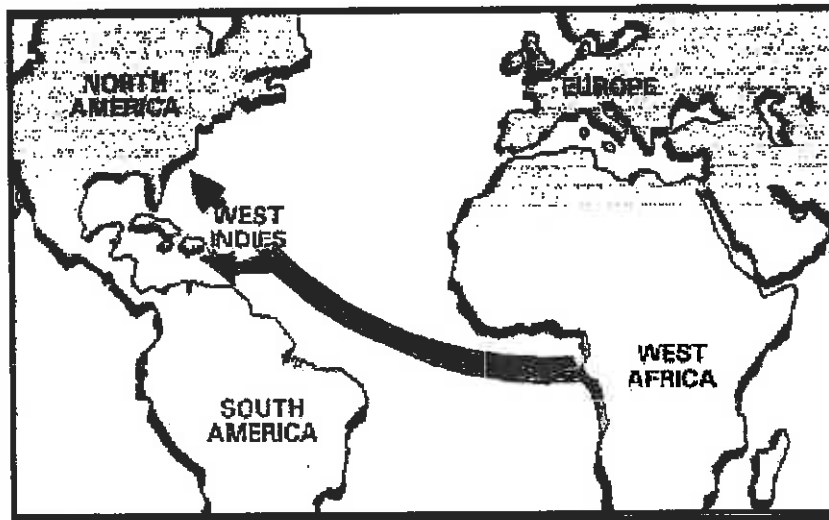 NORTH
AMERICA
EUROPE
WEST
INDIES
WEST
AFRICA
SOUTH
AMERICA